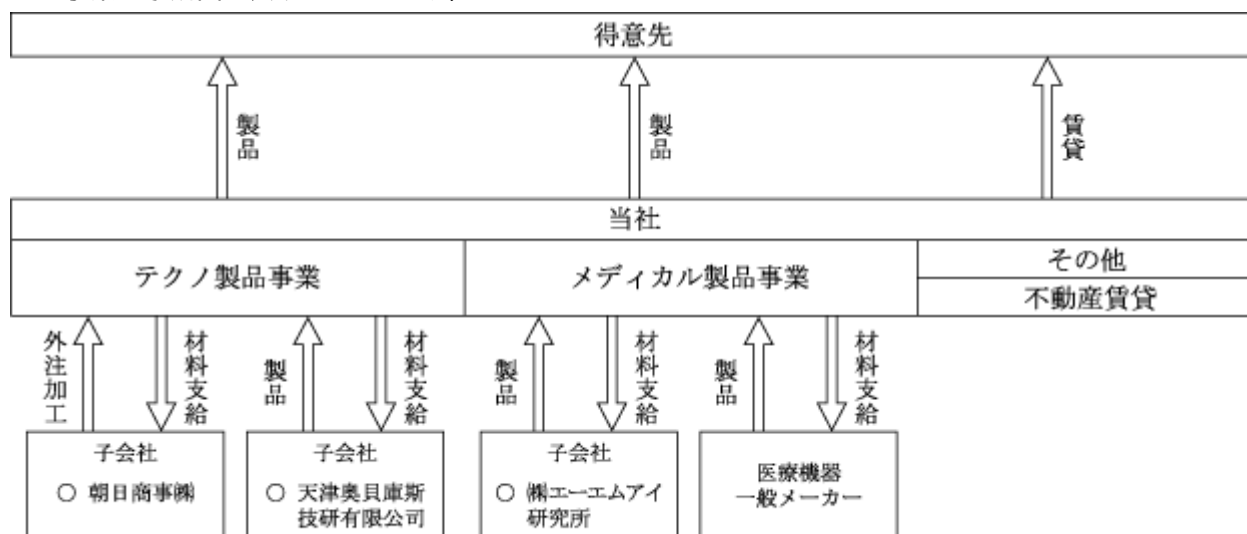 得意先
製品
製品
賃貸
当社
テクノ製品事業
メディカル製品事業
その他
不動産賃貸
外注加工
材料支給
製品
材料支給
製品
材料支給
製品
材料支給
子会社
○ 朝日商事㈱
子会社
○ 天津奥貝庫斯
技研有限公司
子会社
○ ㈱エーエムアイ
研究所
医療機器
一般メーカー